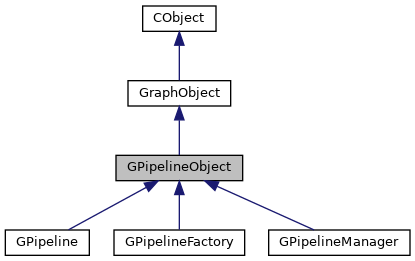 CObject
GraphObject
GPipelineObject
GPipeline
GPipelineFactory
GPipelineManager